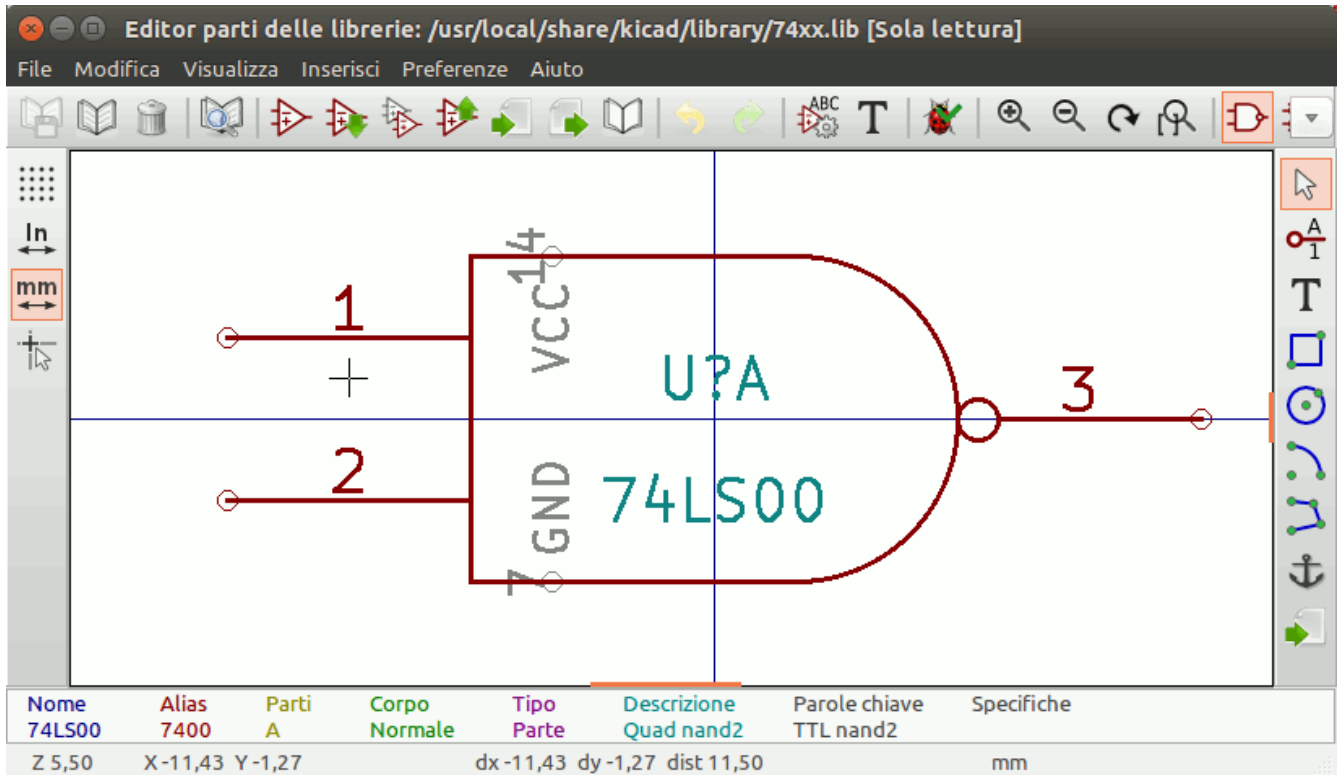 Editor parti delle librerie: /usr/local/share/kicad/library/74xx.lib [Sola lettura]
File Modifica Visualizza Inserisci Preferenze Aiuto
ABC
T
In
mm
A
1
T
14
VCC
1
U?A
3
2
GND
74LS00
7
Nome Alias Parti Corpo Tipo Descrizione Parole chiave Specifiche
74LS00 7400 A Normale Parte Quad nand2 TTL nand2
Z 5,50 X -11,43 Y -1,27 dx -11,43 dy -1,27 dist 11,50 mm